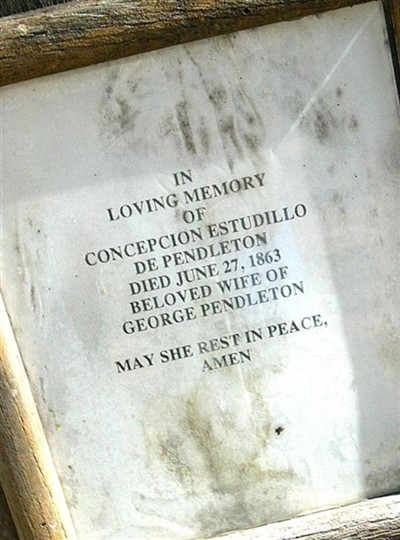 IN
LOVING MEMORY
OF
CONCEPCION ESTUDILLO
DE PENDLETON
DIED JUNE 27, 1863
BELOVED WIFE OF
GEORGE PENDLETON
MAY SHE REST IN PEACE,
AMEN